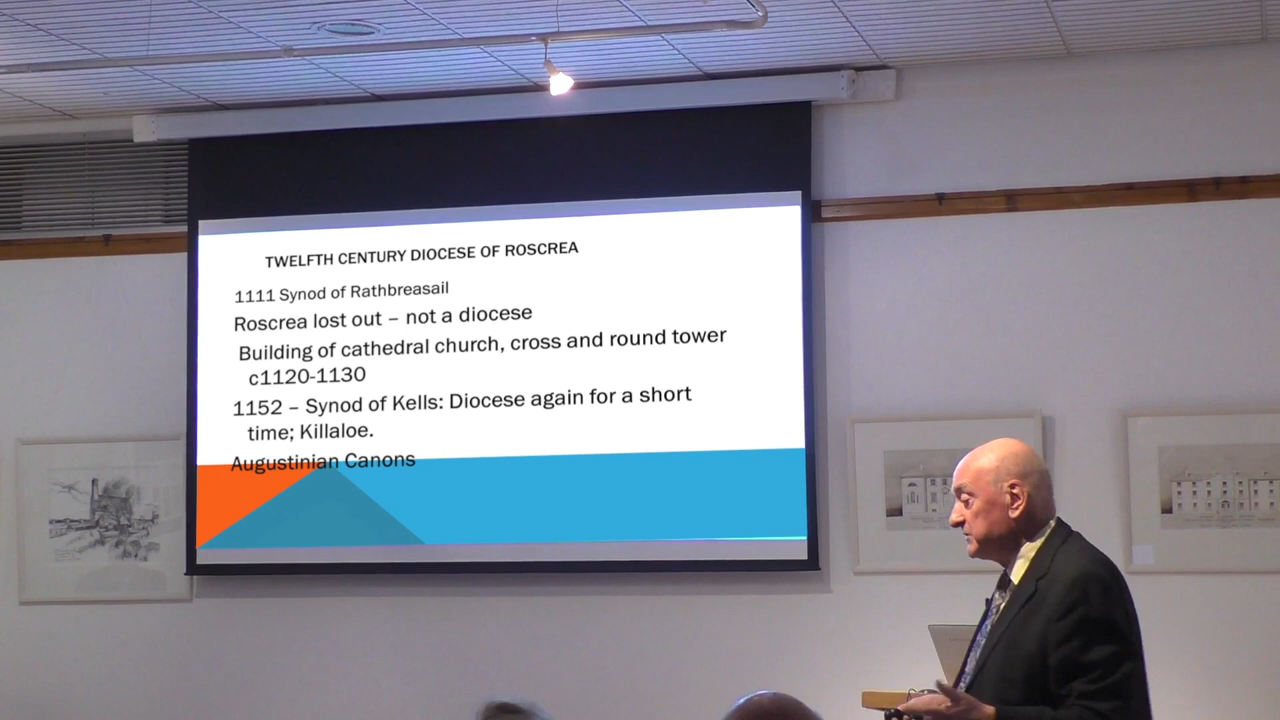 TWELFTH CENTURY DIOCESE OF ROSCREA
1111 Synod of Rathbreasail
Roscrea lost out – not a diocese
Building of cathedral church, cross and round tower
c1120-1130
1152 – Synod of Kells: Diocese again for a short
time; Killaloe.
Augustinian Canons